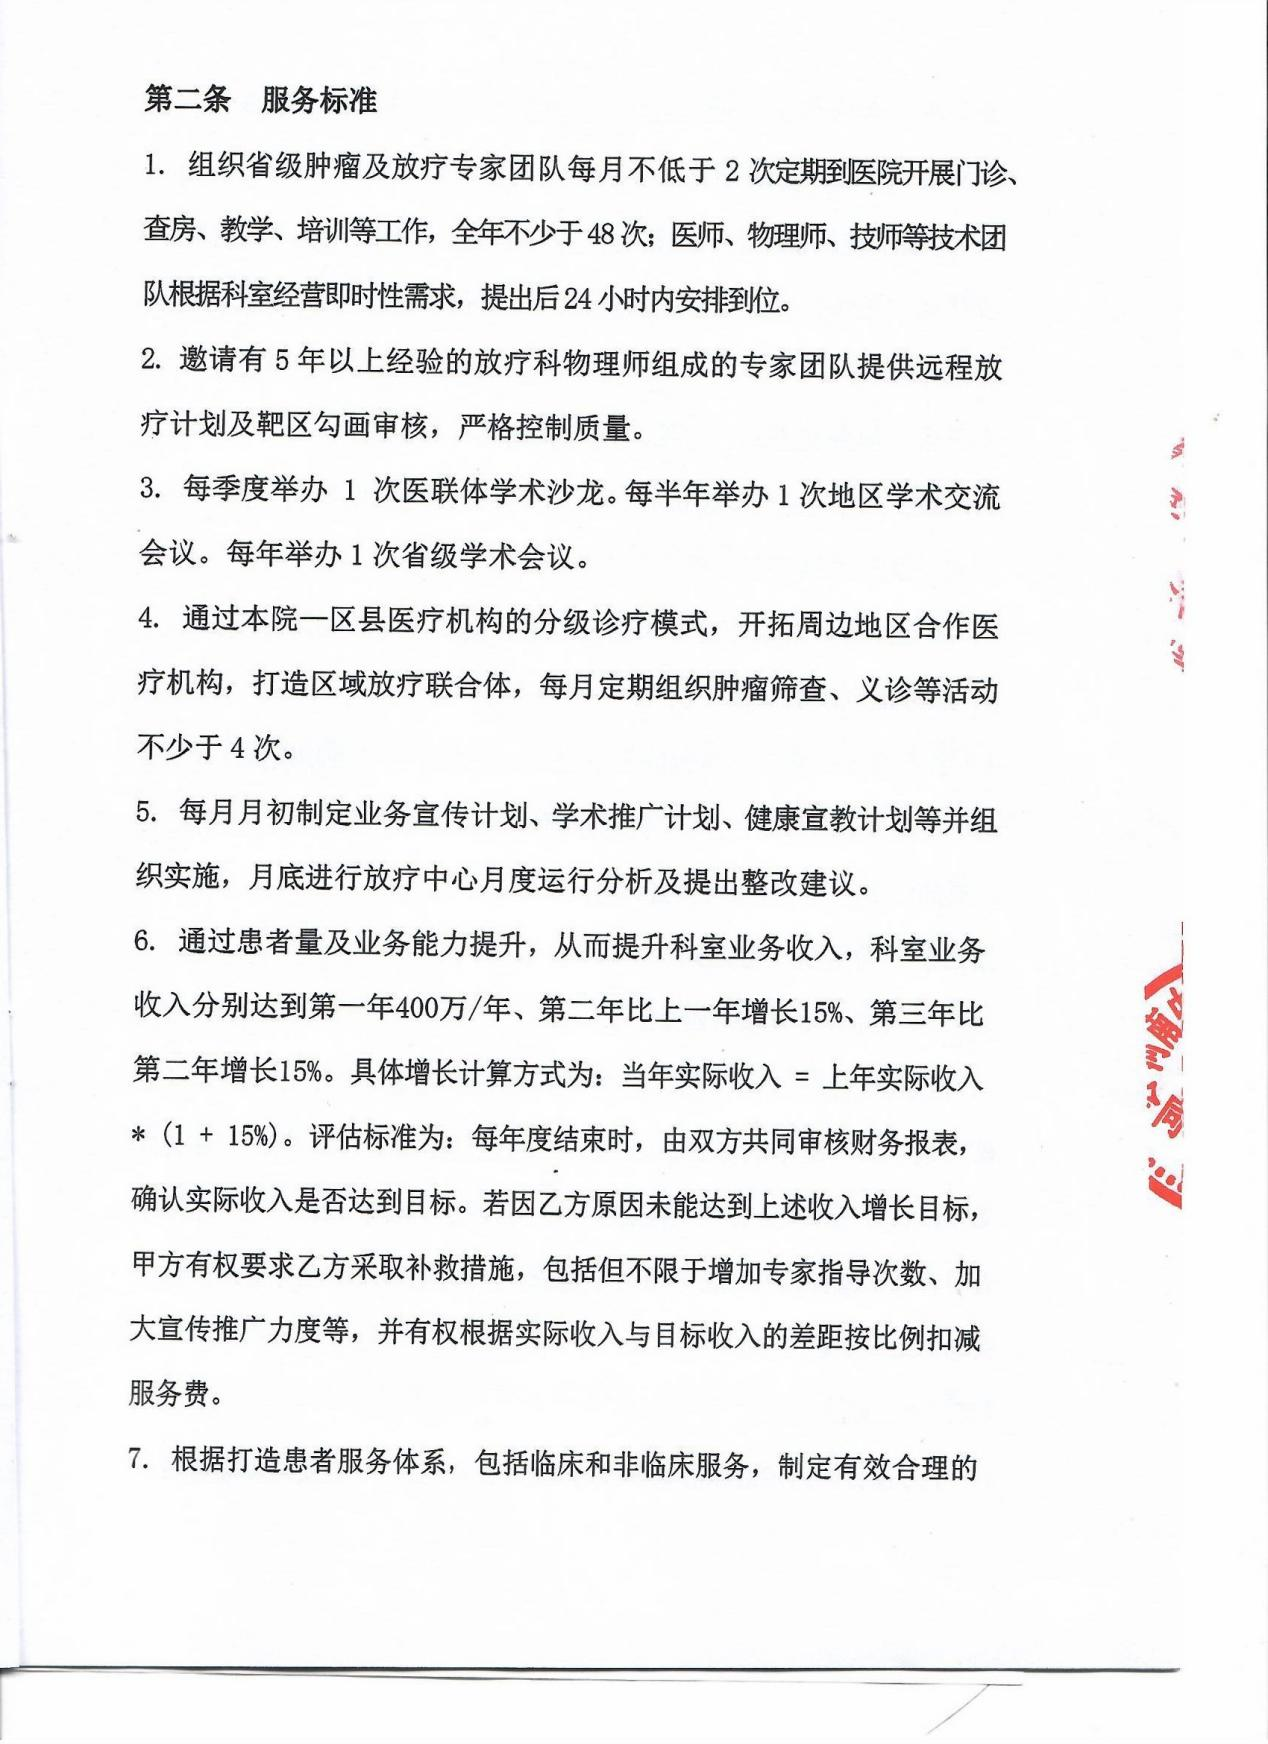 第二条 服务标准
1. 组织省级肿瘤及放疗专家团队每月不低于 2 次定期到医院开展门诊、
查房、教学、培训等工作，全年不少于 48 次；医师、物理师、技师等技术团
队根据科室经营即时性需求，提出后 24 小时内安排到位。
2. 邀请有 5 年以上经验的放疗科物理师组成的专家团队提供远程放
疗计划及靶区勾画审核，严格控制质量。
3. 每季度举办 1 次医联体学术沙龙。每半年举办 1 次地区学术交流
会议。每年举办 1 次省级学术会议。
4. 通过本院一区县医疗机构的分级诊疗模式，开拓周边地区合作医
疗机构，打造区域放疗联合体，每月定期组织肿瘤筛查、义诊等活动
不少于 4 次。
5. 每月月初制定业务宣传计划、学术推广计划、健康宣教计划等并组
织实施，月底进行放疗中心月度运行分析及提出整改建议。
6. 通过患者量及业务能力提升，从而提升科室业务收入，科室业务
收入分别达到第一年400万/年、第二年比上一年增长15%、第三年比
第二年增长15%。具体增长计算方式为：当年实际收入 = 上年实际收入
* (1 + 15%)。评估标准为：每年度结束时，由双方共同审核财务报表，
确认实际收入是否达到目标。若因乙方原因未能达到上述收入增长目标，
甲方有权要求乙方采取补救措施，包括但不限于增加专家指导次数、加
大宣传推广力度等，并有权根据实际收入与目标收入的差距按比例扣减
服务费。
7. 根据打造患者服务体系，包括临床和非临床服务，制定有效合理的